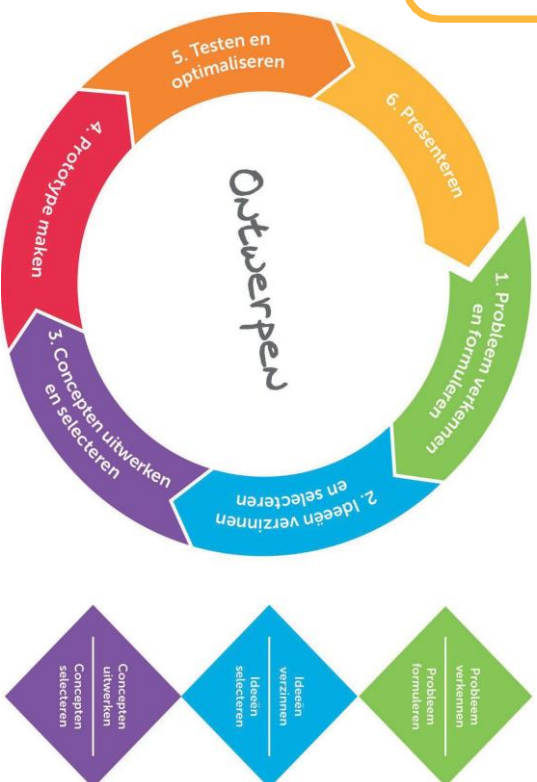 1. Probleem verkennen
en formuleren
2. Ideeën verzinnen
en selecteren
3. Concepten uitwerken
en selecteren
4. Prototype maken
5. Testen en
optimaliseren
6. Presenteren
Ontwerpen
Probleem
verkennen
Probleem
formuleren
Ideeën
verzinnen
Ideeën
selecteren
Concepten
uitwerken
Concepten
selecteren